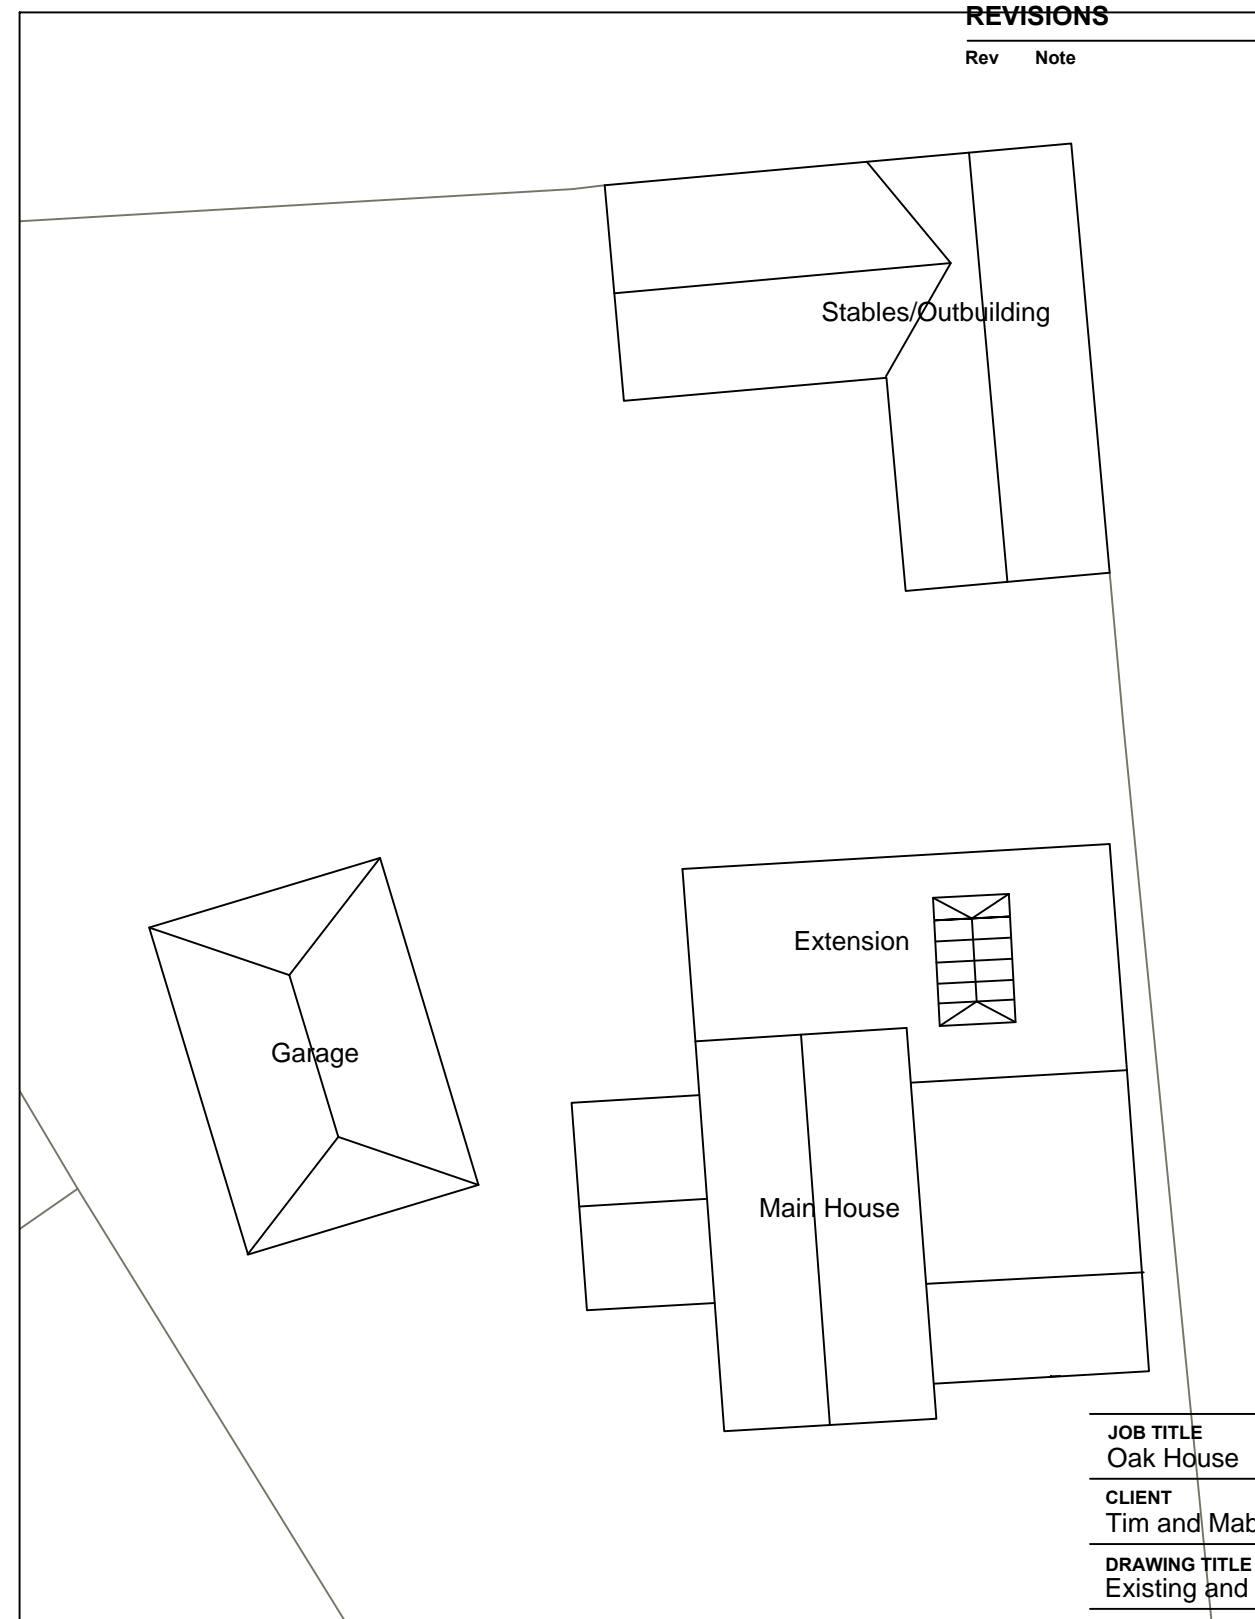 REVISIONS
Rev Note
Stables/Outbuilding
Extension
Garage
Main House
JOB TITLE
Oak House
CLIENT
Tim and Mab
DRAWING TITLE
Existing and